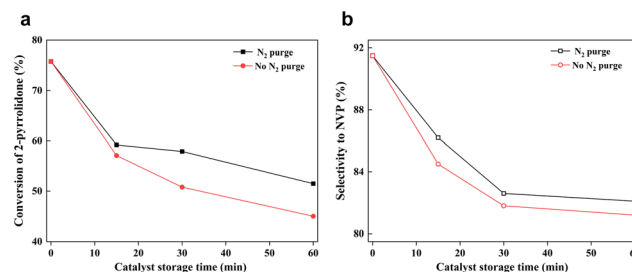 a
80
70
60
50
40
Conversion of 2-pyrrolidone (%)
N₂ purge
No N₂ purge
0 10 20 30 40 50 60
Catalyst storage time (min)
b
92
88
84
80
Selectivity to NVP (%)
N₂ purge
No N₂ purge
0 10 20 30 40 50
Catalyst storage time (min)